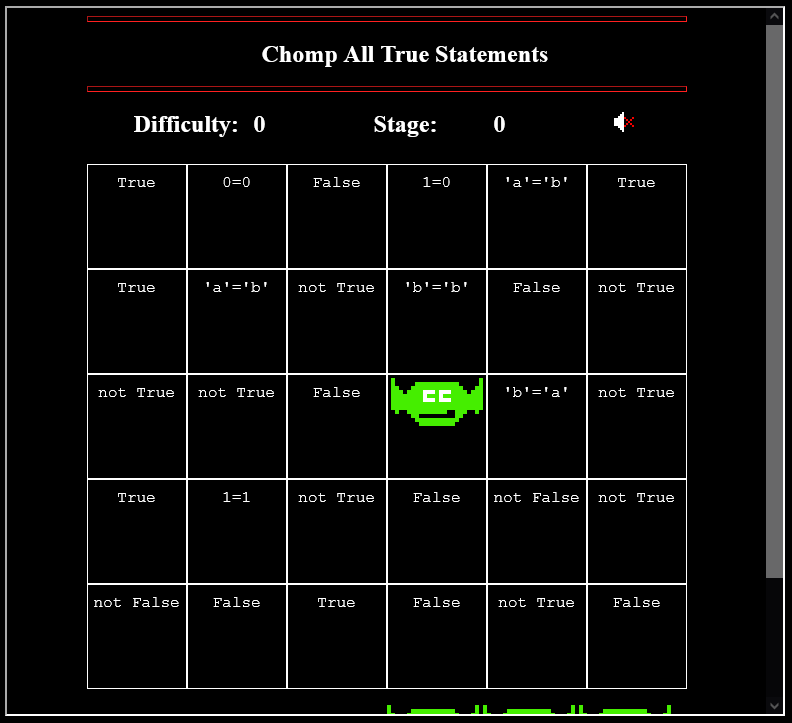 Chomp All True Statements
Difficulty: 0 Stage: 0
True 0=0 False 1=0 'a'='b' True
True 'a'='b' not True 'b'='b' False not True
not True not True False 'b'='a' not True
True 1=1 not True False not False not True
not False False True False not True False